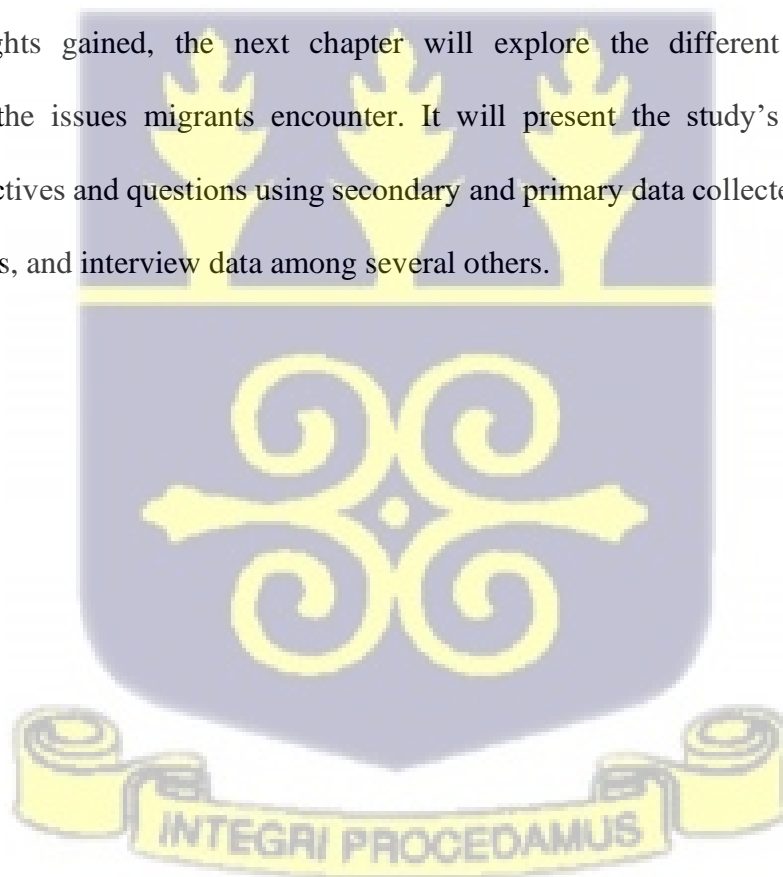 ghts gained, the next chapter will explore the different
the issues migrants encounter. It will present the study's
ctives and questions using secondary and primary data collecte
s, and interview data among several others.
INTEGRI PROCEDAMUS